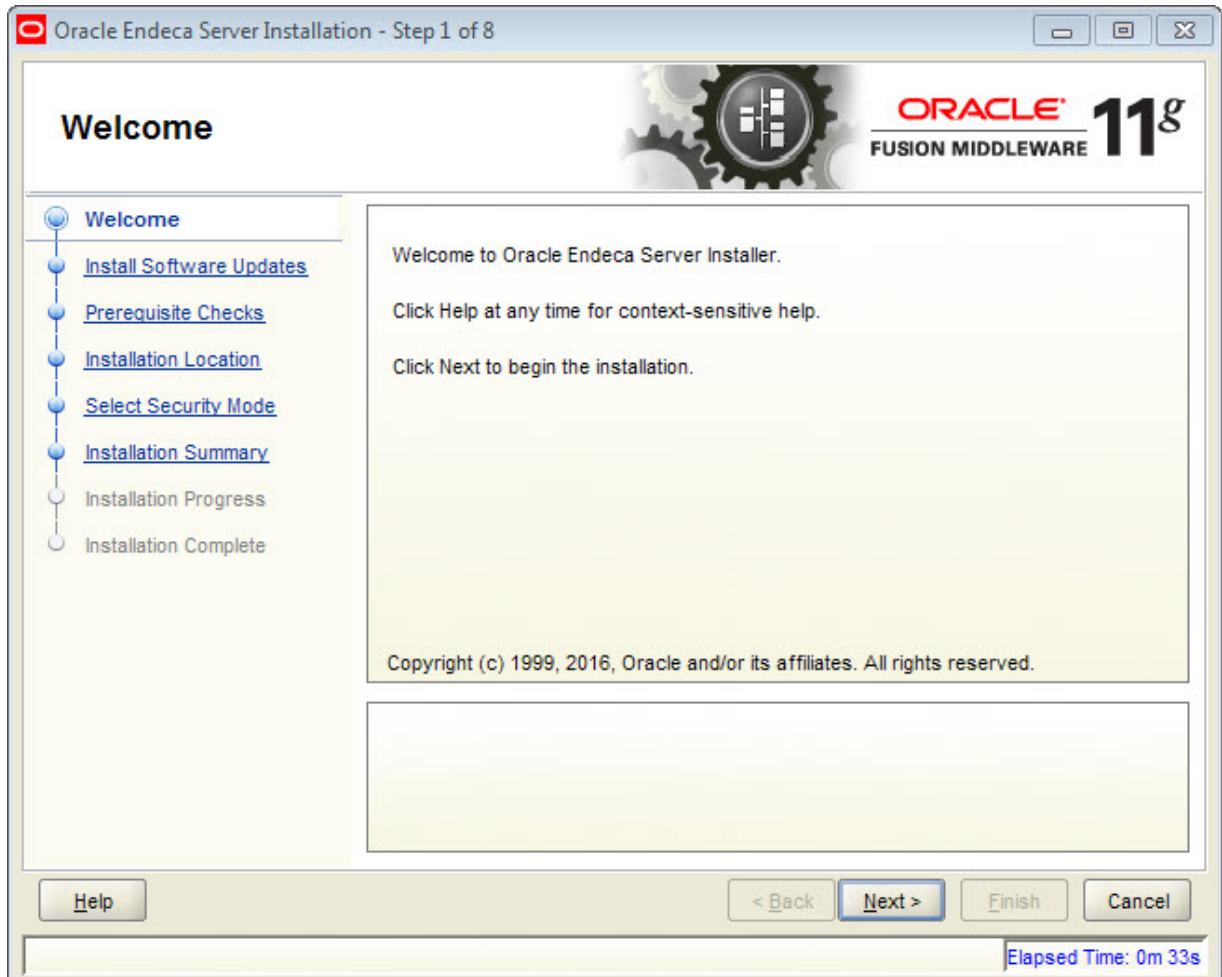 Oracle Endeca Server Installation - Step 1 of 8
Welcome
ORACLE®
FUSION MIDDLEWARE
11g
Welcome
Install Software Updates
Prerequisite Checks
Installation Location
Select Security Mode
Installation Summary
Installation Progress
Installation Complete
Welcome to Oracle Endeca Server Installer.
Click Help at any time for context-sensitive help.
Click Next to begin the installation.
Copyright (c) 1999, 2016, Oracle and/or its affiliates. All rights reserved.
Help
< Back
Next >
Finish
Cancel
Elapsed Time: 0m 33s